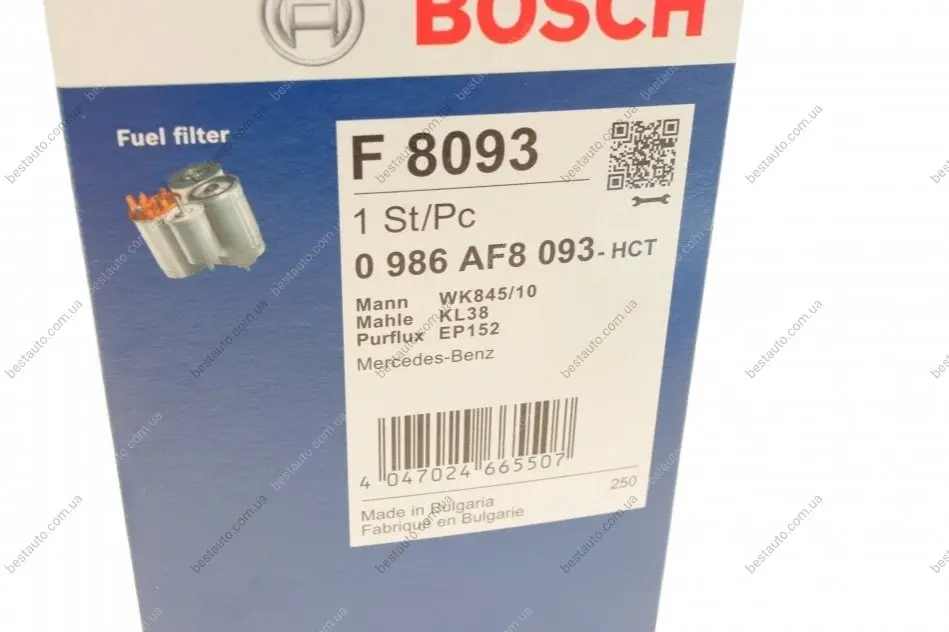 BOSCH
Fuel filter
F 8093
1 St/Pc
0 986 AF8 093- HCT
Mann WK845/10
Mahle KL38
Purflux EP152
Mercedes-Benz
4 047024 665507
250
Made in Bulgaria
Fabriqué en Bulgarie
bestauto.com.ua